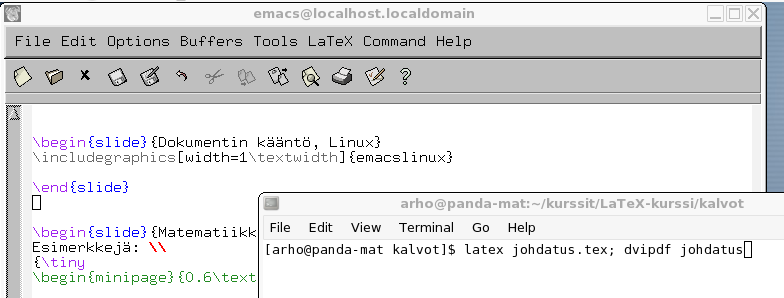 emacs@localhost.localdomain
File Edit Options Buffers Tools LaTeX Command Help
\begin{slide}{Dokumentin kääntö, Linux}
\includegraphics[width=1\textwidth]{emacslinux}
\end{slide}
\begin{slide}{Matematiikk
Esimerkkejä: \\
{\tiny
\begin{minipage}{0.6\text
arho@panda-mat:~/kurssit/LaTeX-kurssi/kalvot
File Edit View Terminal Go Help
[arho@panda-mat kalvot]$ latex johdatus.tex; dvipdf johdatus